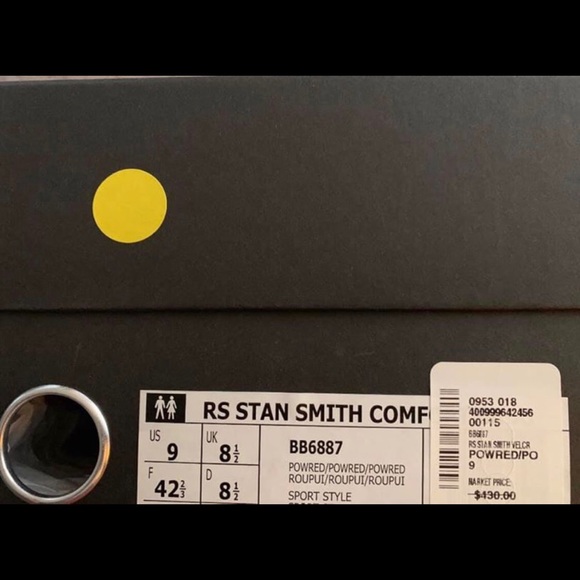 RS STAN SMITH COMF
US 9 UK 8½
F 42⅔ D 8½
BB6887
POWRED/POWRED/POWRED
ROUPUI/ROUPUI/ROUPUI
SPORT STYLE
0953 018
400999642456
00115
BB6887
RS STAN SMITH VELCR
POWRED/PO
9
MARKET PRICE:
$430.00